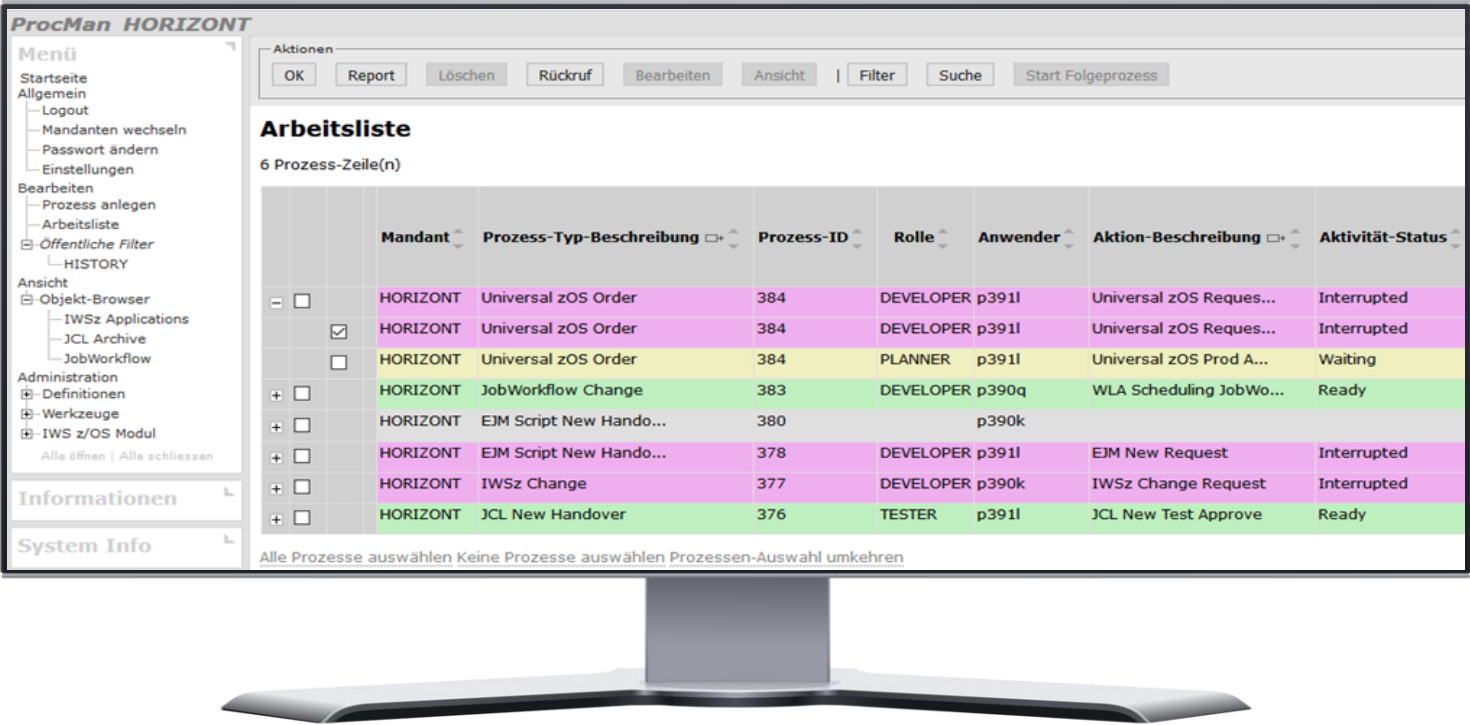 ProcMan HORIZONT
Menü
Startseite
Allgemein
Logout
Mandanten wechseln
Passwort ändern
Einstellungen
Bearbeiten
Prozess anlegen
Arbeitsliste
Öffentliche Filter
HISTORY
Ansicht
Objekt-Browser
IWSz Applications
JCL Archive
JobWorkflow
Administration
Definitionen
Werkzeuge
IWS z/OS Modul
Alle öffnen | Alle schliessen
Informationen
System Info
Aktionen
OK Report Löschen Rückruf Bearbeiten Ansicht | Filter Suche Start Folgeprozess
Arbeitsliste
6 Prozess-Zeile(n)
Mandant Prozess-Typ-Beschreibung Prozess-ID Rolle Anwender Aktion-Beschreibung Aktivität-Status
HORIZONT Universal zOS Order 384 DEVELOPER p391l Universal zOS Reques... Interrupted
HORIZONT Universal zOS Order 384 DEVELOPER p391l Universal zOS Reques... Interrupted
HORIZONT Universal zOS Order 384 PLANNER p391l Universal zOS Prod A... Waiting
HORIZONT JobWorkflow Change 383 DEVELOPER p390q WLA Scheduling JobWo... Ready
HORIZONT EJM Script New Hando... 380 p390k
HORIZONT EJM Script New Hando... 378 DEVELOPER p391l EJM New Request Interrupted
HORIZONT IWSz Change 377 DEVELOPER p390k IWSz Change Request Interrupted
HORIZONT JCL New Handover 376 TESTER p391l JCL New Test Approve Ready
Alle Prozesse auswählen Keine Prozesse auswählen Prozessen-Auswahl umkehren